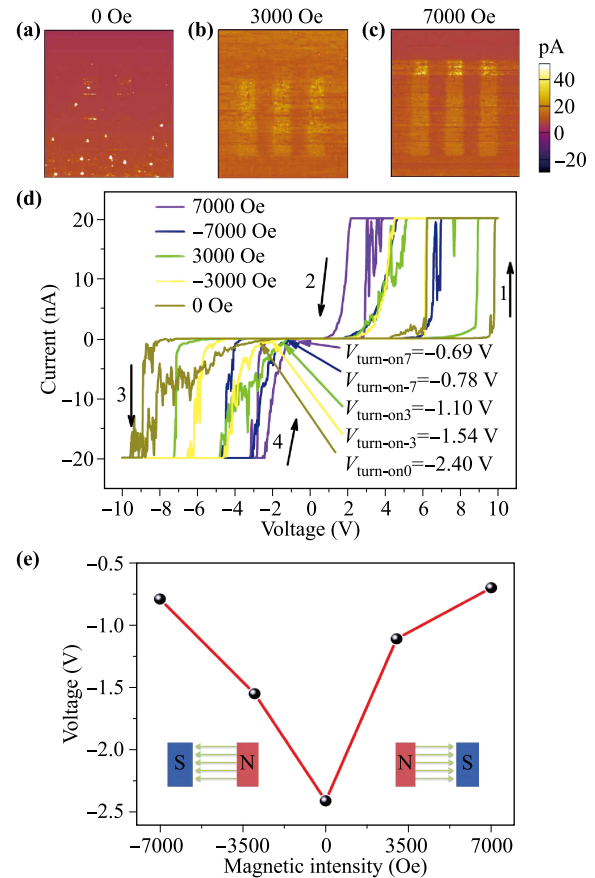 0 Oe
3000 Oe
7000 Oe
(a)
(b)
(c)
pA
40
20
0
−20
(d)
20
10
0
−10
−20
Current (nA)
7000 Oe
−7000 Oe
3000 Oe
−3000 Oe
0 Oe
2
1
3
4
Vturn-on7=−0.69 V
Vturn-on-7=−0.78 V
Vturn-on3=−1.10 V
Vturn-on-3=−1.54 V
Vturn-on0=−2.40 V
−10 −8 −6 −4 −2 0 2 4 6 8 10
Voltage (V)
(e)
−0.5
−1.0
−1.5
−2.0
−2.5
Voltage (V)
S N
N S
−7000 −3500 0 3500 7000
Magnetic intensity (Oe)